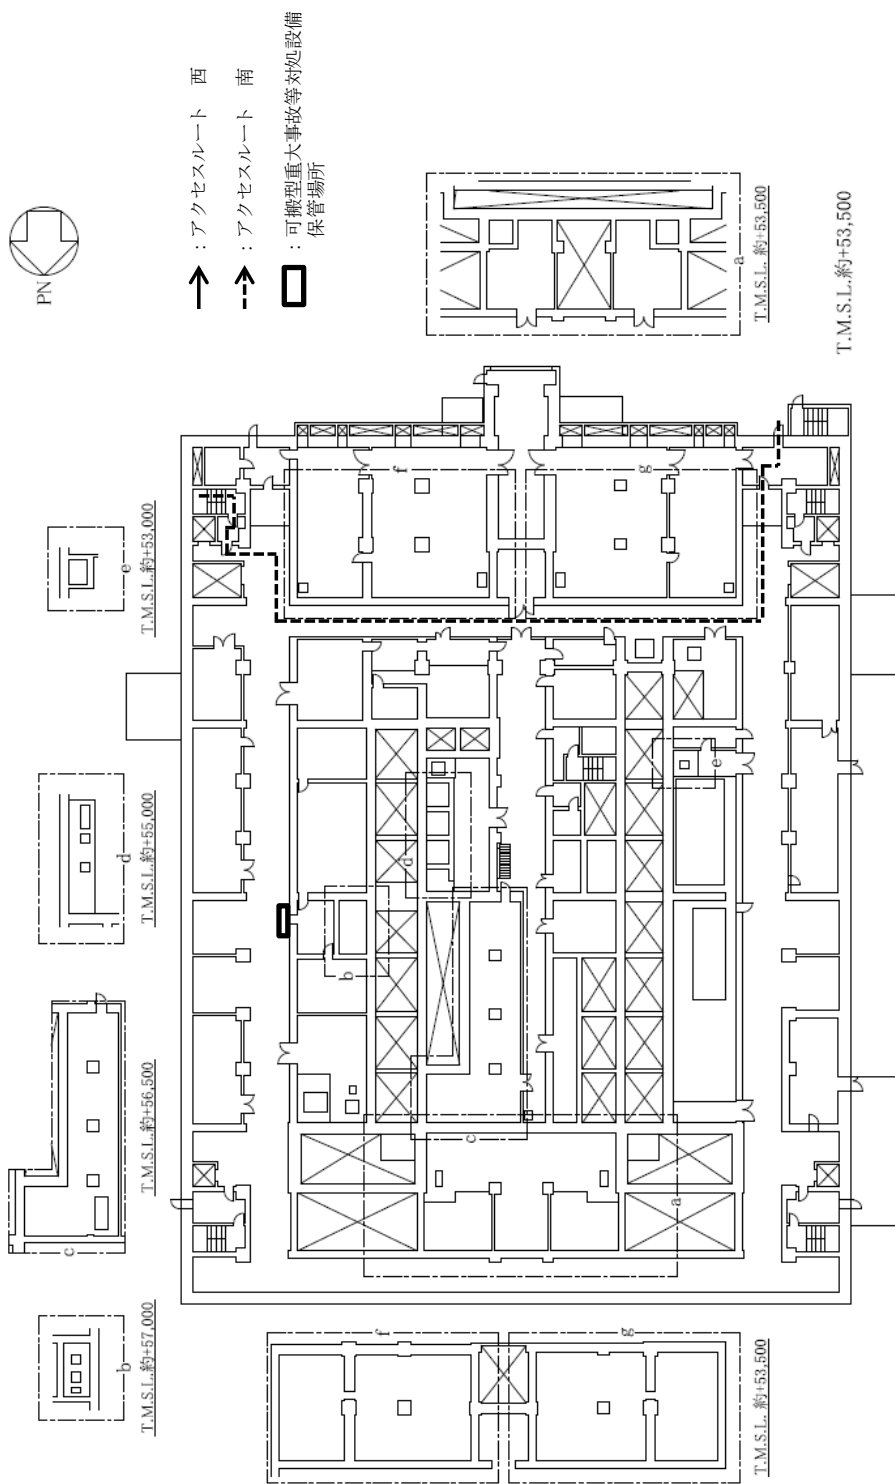 PN
：アクセスルート　西
：アクセスルート　南
：可搬型重大事故等対処設備
保管場所
b
T.M.S.L.約+57,000
c
T.M.S.L.約+56,500
d
T.M.S.L.約+55,000
e
T.M.S.L.約+53,000
a
T.M.S.L. 約+53,500
f
g
T.M.S.L. 約+53,500
a
b
c
d
e
f
g
T.M.S.L.約+53,500